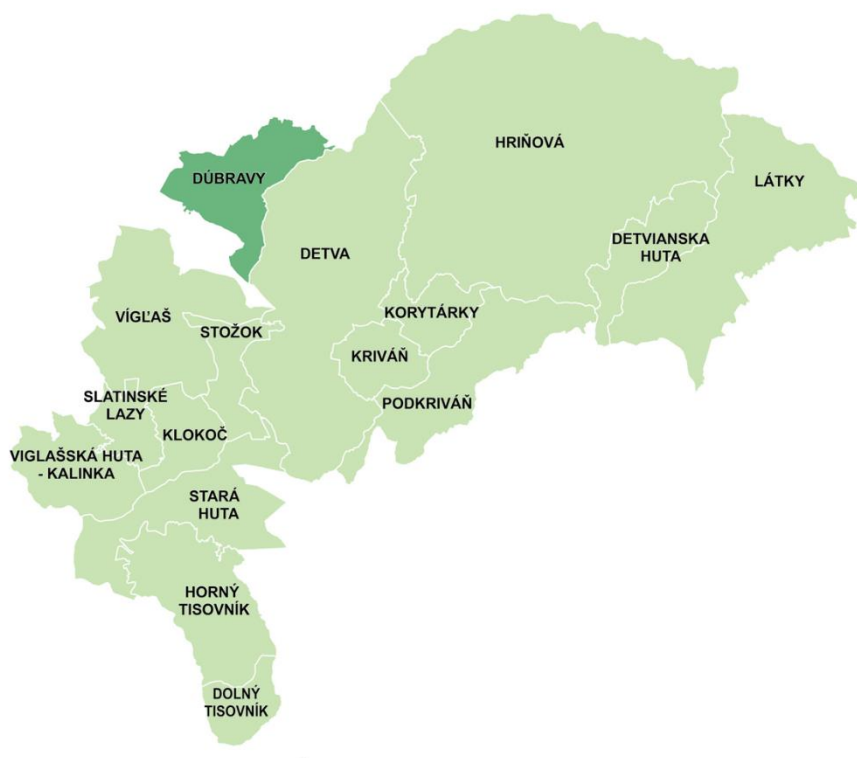 HRIŇOVÁ
DÚBRAVY
LÁTKY
DETVIANSKA
HUTA
DETVA
KORYTÁRKY
VÍGĽAŠ
STOŽOK
KRIVÁŇ
SLATINSKÉ
LAZY
PODKRIVÁŇ
KLOKOČ
VIGLAŠSKÁ HUTA
- KALINKA
STARÁ
HUTA
HORNÝ
TISOVNÍK
DOLNÝ
TISOVNÍK